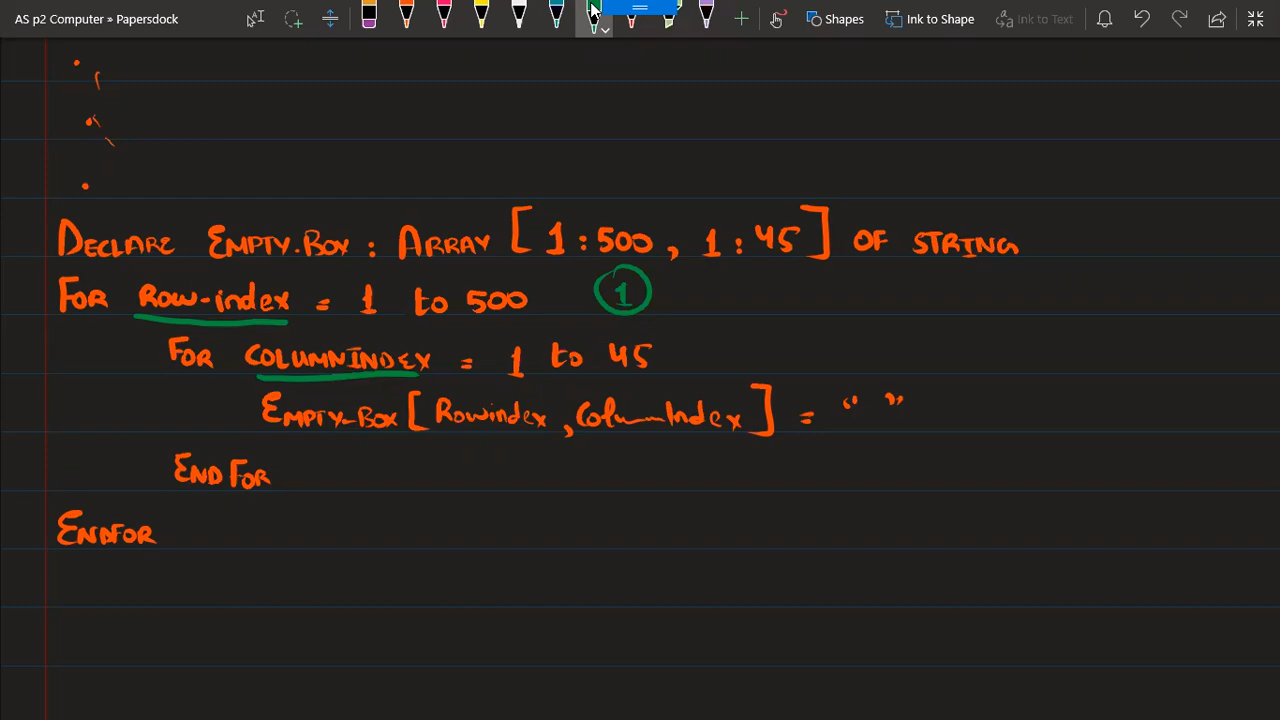 AS p2 Computer » Papersdock
Shapes
Ink to Shape
Ink to Text
DECLARE EMPTY.BOX : ARRAY [1:500, 1:45] OF STRING
FOR ROW-index = 1 to 500 1
FOR COLUMNINDEX = 1 to 45
EMPTY-BOX [Rowindex, ColumnIndex] = “ ”
END FOR
ENDFOR